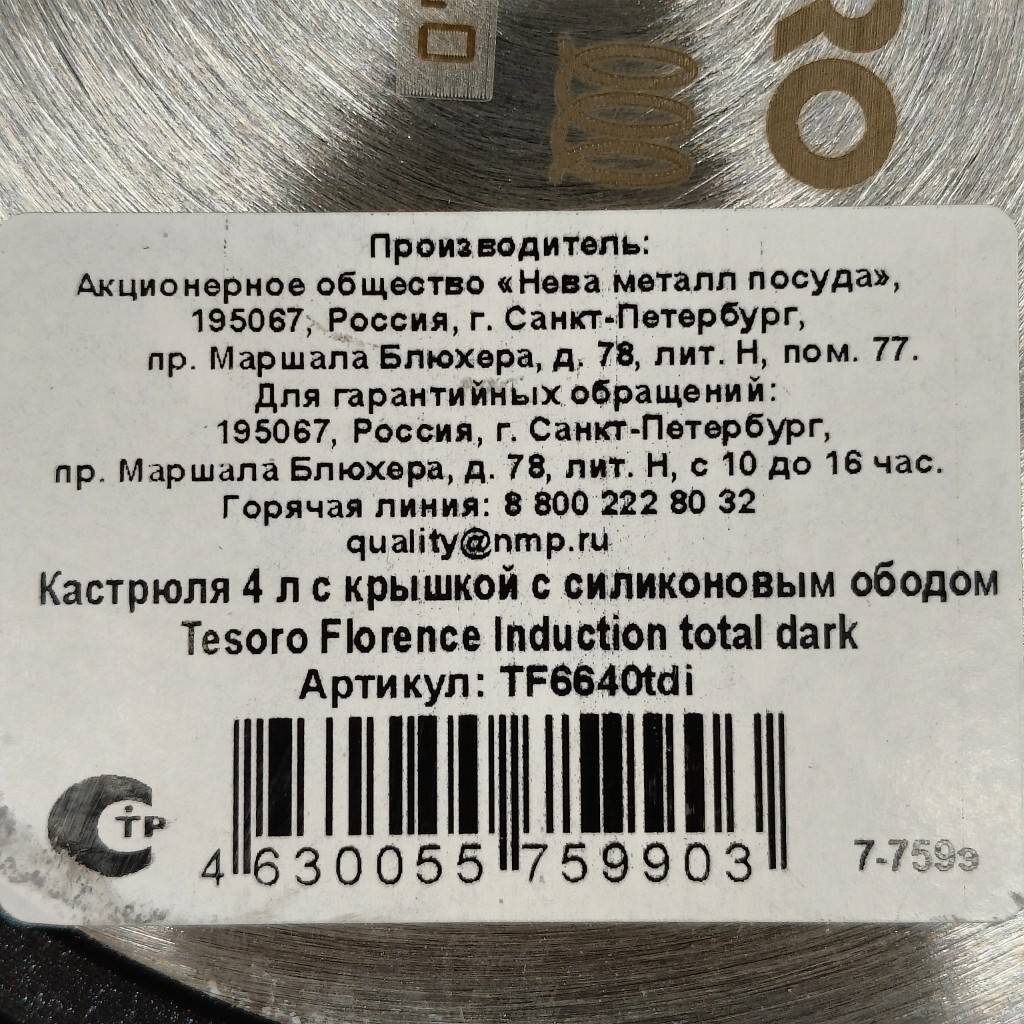 RO
Производитель:
Акционерное общество «Нева металл посуда»,
195067, Россия, г. Санкт-Петербург,
пр. Маршала Блюхера, д. 78, лит. Н, пом. 77.
Для гарантийных обращений:
195067, Россия, г. Санкт-Петербург,
пр. Маршала Блюхера, д. 78, лит. Н, с 10 до 16 час.
Горячая линия: 8 800 222 80 32
quality@nmp.ru
Кастрюля 4 л с крышкой с силиконовым ободом
Tesoro Florence Induction total dark
Артикул: TF6640tdi
СТР
4 630055 759903
7-759э